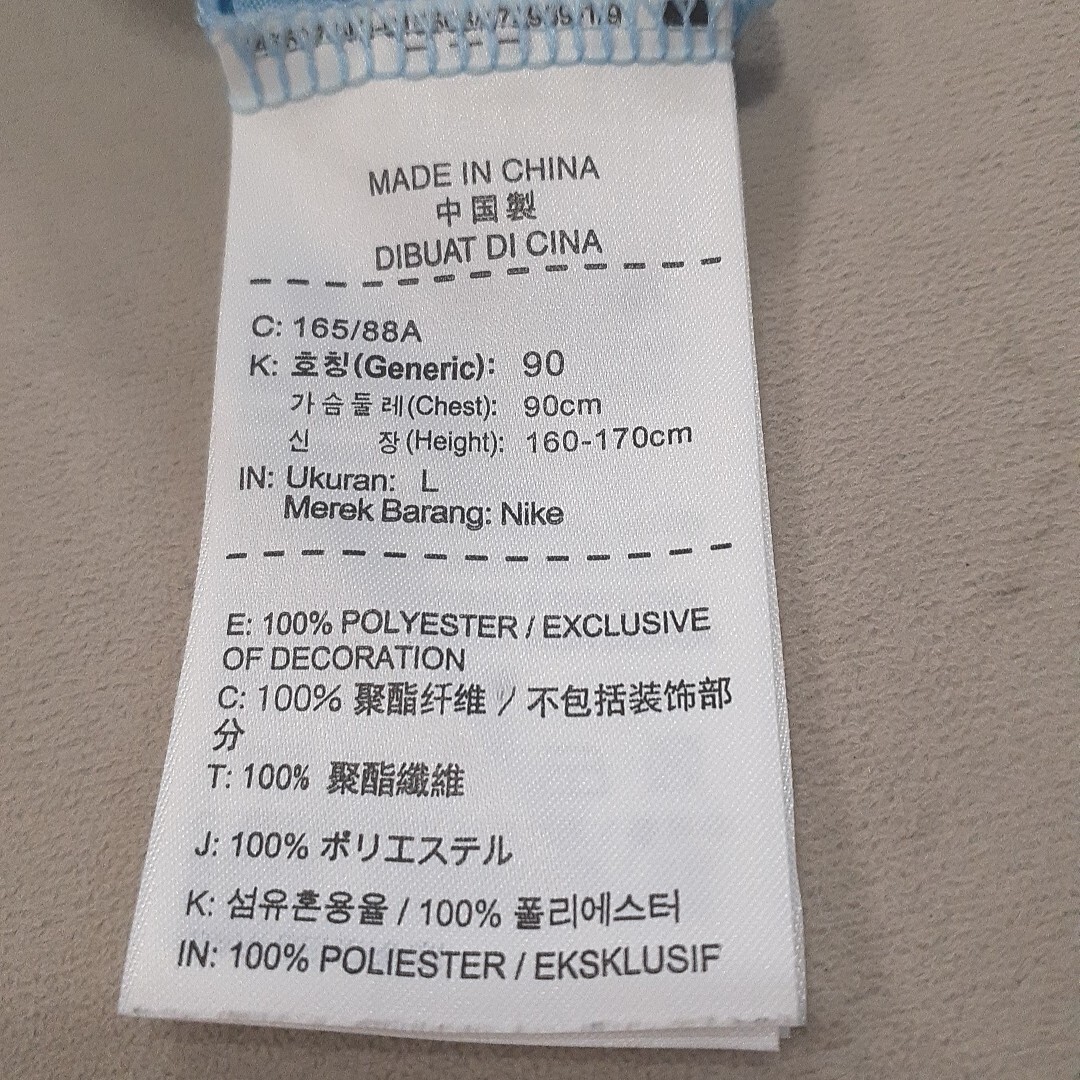 MADE IN CHINA
中国製
DIBUAT DI CINA
C: 165/88A
K: 호칭(Generic): 90
가슴둘레(Chest): 90cm
신 장(Height): 160-170cm
IN: Ukuran: L
Merek Barang: Nike
E: 100% POLYESTER / EXCLUSIVE
OF DECORATION
C: 100% 聚酯纤维 / 不包括装饰部
分
T: 100% 聚酯纖維
J: 100% ポリエステル
K: 섬유혼용율 / 100% 폴리에스터
IN: 100% POLIESTER / EKSKLUSIF